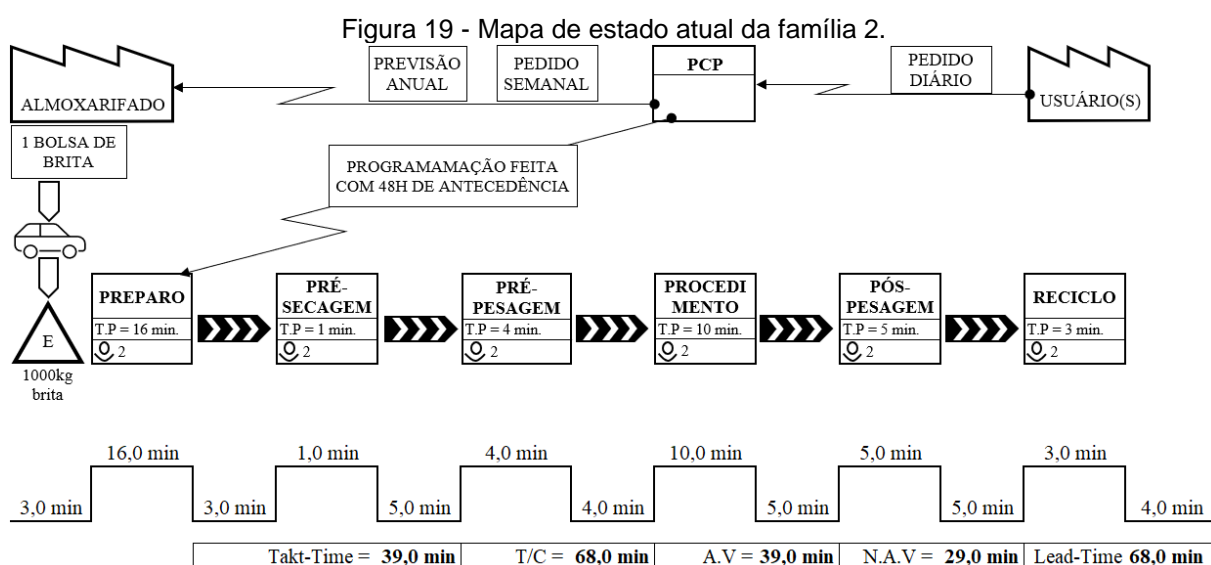 Figura 19 - Mapa de estado atual da família 2.
ALMOXARIFADO
PREVISÃO
ANUAL
PEDIDO
SEMANAL
PCP
PEDIDO
DIÁRIO
USUÁRIO(S)
1 BOLSA DE
BRITA
PROGRAMAMAÇÃO FEITA
COM 48H DE ANTECEDÊNCIA
E
1000kg
brita
PREPARO
T.P = 16 min.
2
PRÉ-
SECAGEM
T.P = 1 min.
2
PRÉ-
PESAGEM
T.P = 4 min.
2
PROCEDI
MENTO
T.P = 10 min.
2
PÓS-
PESAGEM
T.P = 5 min.
2
RECICLO
T.P = 3 min.
2
16,0 min 1,0 min 4,0 min 10,0 min 5,0 min 3,0 min
3,0 min 3,0 min 5,0 min 4,0 min 5,0 min 5,0 min 4,0 min
Takt-Time = 39,0 min T/C = 68,0 min A.V = 39,0 min N.A.V = 29,0 min Lead-Time 68,0 min